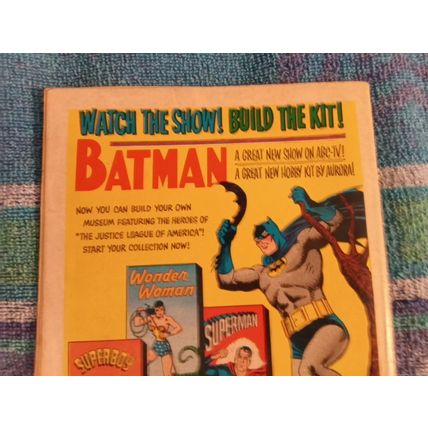 WATCH THE SHOW! BUILD THE KIT!
BATMAN
A GREAT NEW SHOW ON ABC-TV!
A GREAT NEW HOBBY KIT BY AURORA!
NOW YOU CAN BUILD YOUR OWN
MUSEUM FEATURING THE HEROES OF
"THE JUSTICE LEAGUE OF AMERICA"!
START YOUR COLLECTION NOW!
Wonder
Woman
SUPERMAN
SUPERBOY